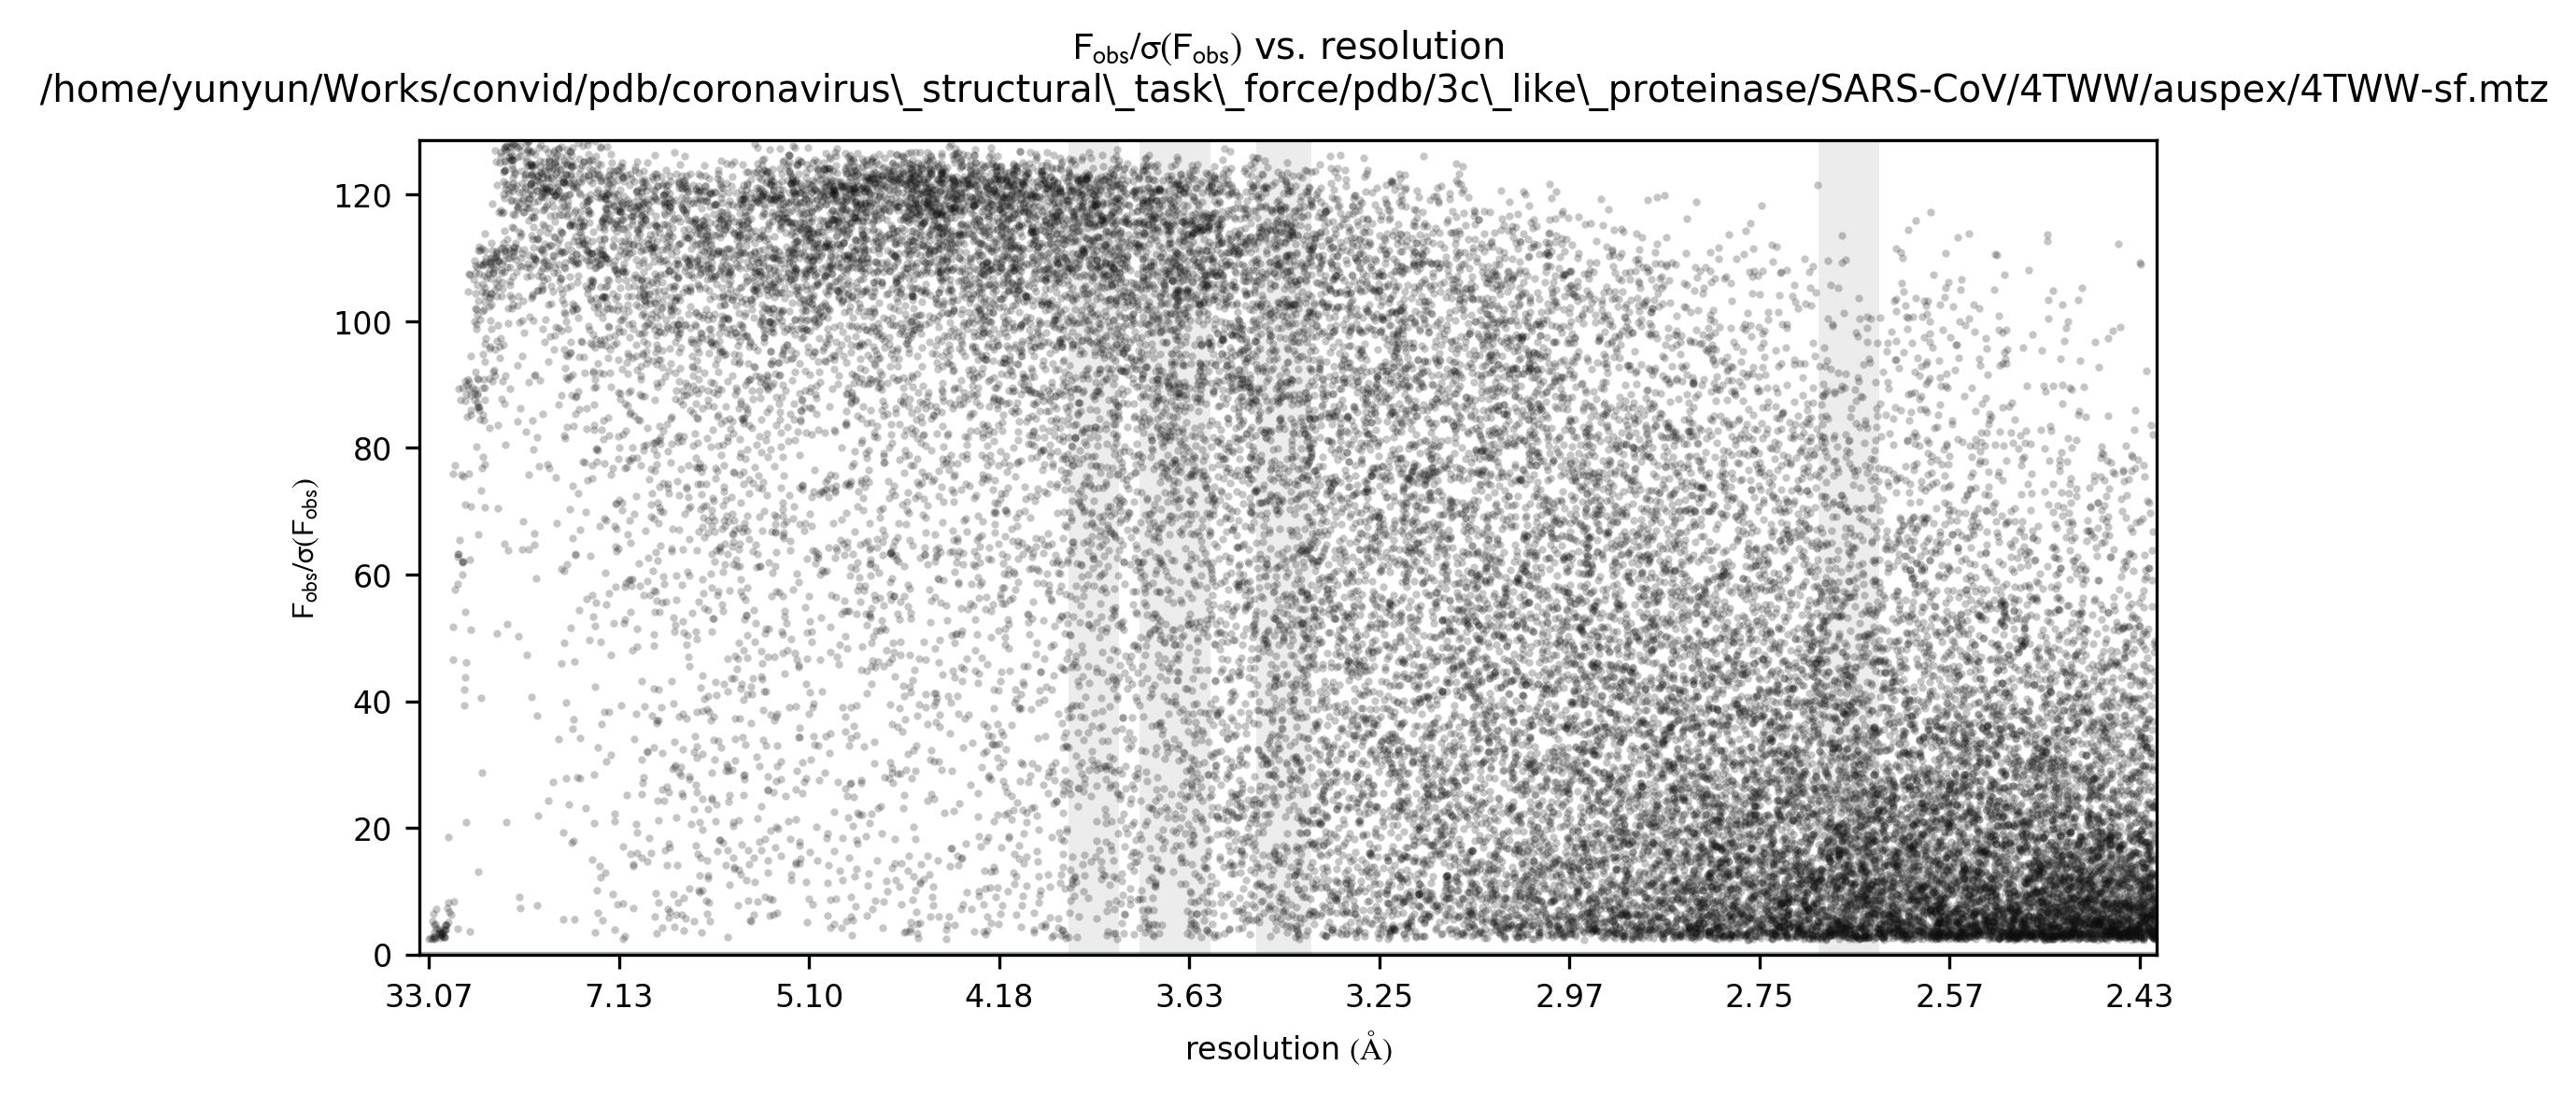 Fobs/σ(Fobs) vs. resolution
/home/yunyun/Works/convid/pdb/coronavirus\_structural\_task\_force/pdb/3c\_like\_proteinase/SARS-CoV/4TWW/auspex/4TWW-sf.mtz
Fobs/σ(Fobs)
120
100
80
60
40
20
0
33.07 7.13 5.10 4.18 3.63 3.25 2.97 2.75 2.57 2.43
resolution (Å)